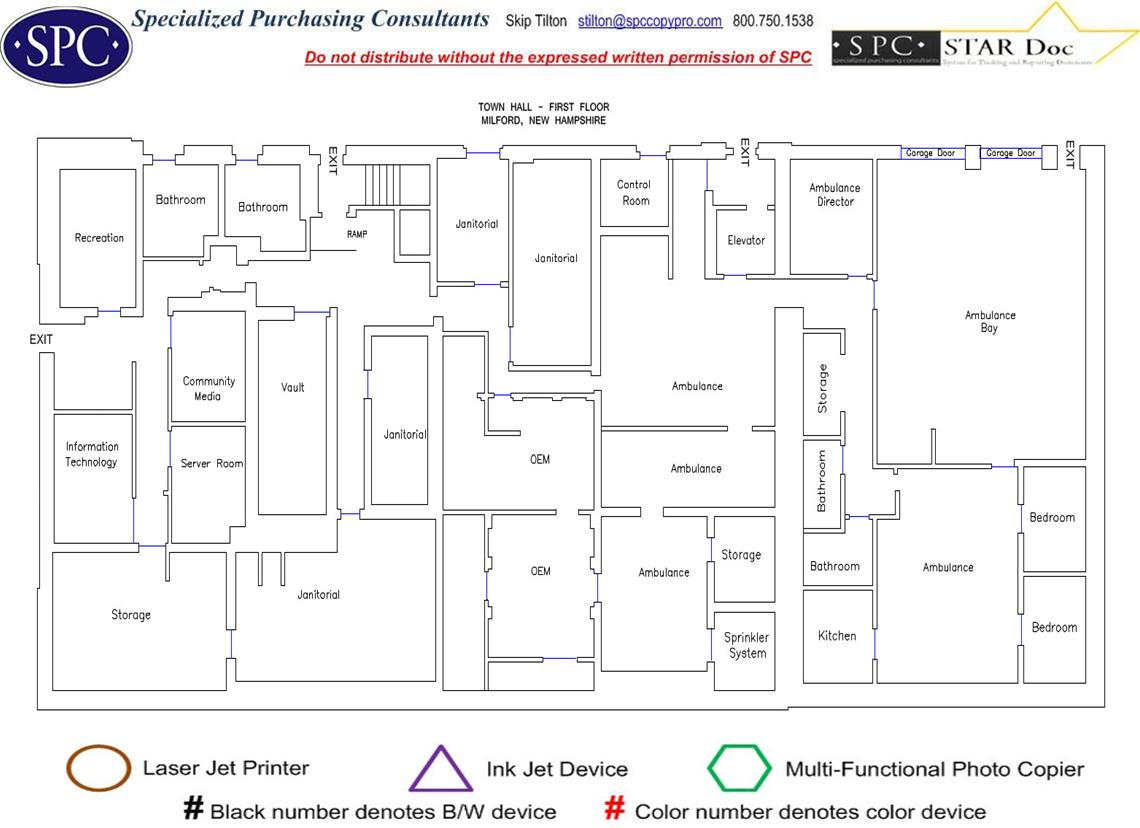 Specialized Purchasing Consultants Skip Tilton stilton@spccopypro.com 800.750.1538
·SPC·
Do not distribute without the expressed written permission of SPC
·SPC· STAR Doc
specialized purchasing consultants System for Tracking and Reporting Documents
TOWN HALL - FIRST FLOOR
MILFORD, NEW HAMPSHIRE
EXIT
EXIT
Garage Door
Garage Door
EXIT
Bathroom
Bathroom
Control
Room
Ambulance
Director
Recreation
RAMP
Janitorial
Janitorial
Elevator
Ambulance
Bay
EXIT
Community
Media
Vault
Ambulance
Storage
Information
Technology
Server Room
Janitorial
OEM
Ambulance
Bathroom
Bedroom
Storage
Janitorial
OEM
Ambulance
Storage
Bathroom
Ambulance
Sprinkler
System
Kitchen
Bedroom
Laser Jet Printer
Ink Jet Device
Multi-Functional Photo Copier
# Black number denotes B/W device
# Color number denotes color device